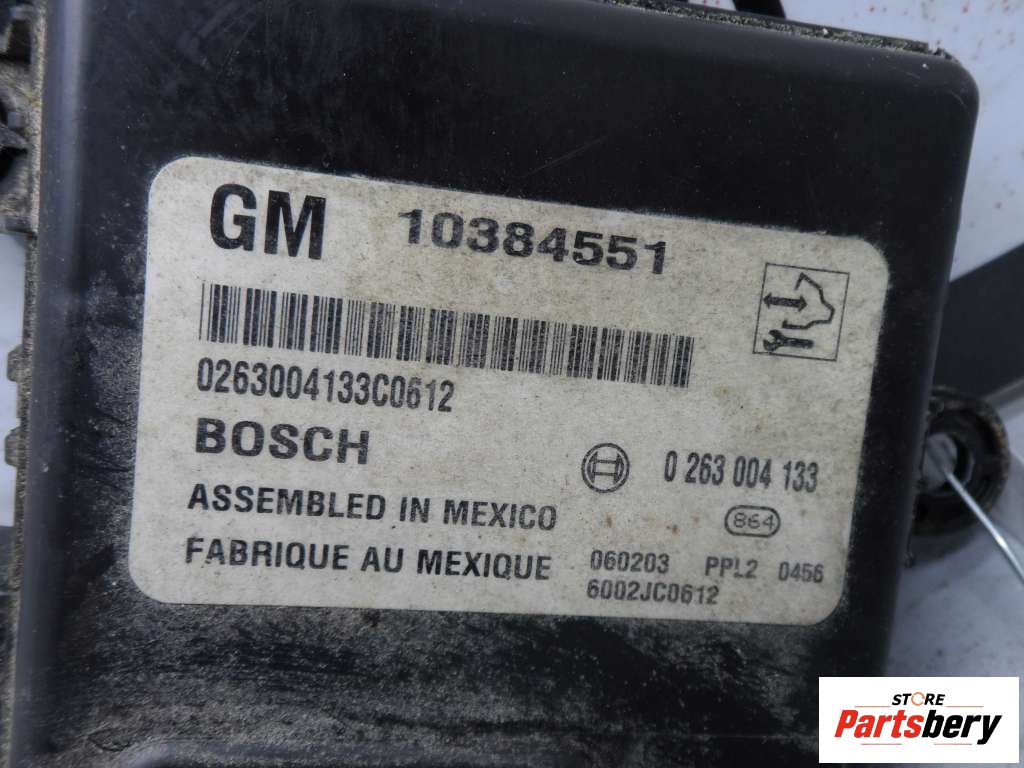 GM 10384551
0263004133C0612
BOSCH
0 263 004 133
ASSEMBLED IN MEXICO
864
FABRIQUE AU MEXIQUE
060203 PPL2 0456
6002JC0612
STORE
Partsbery